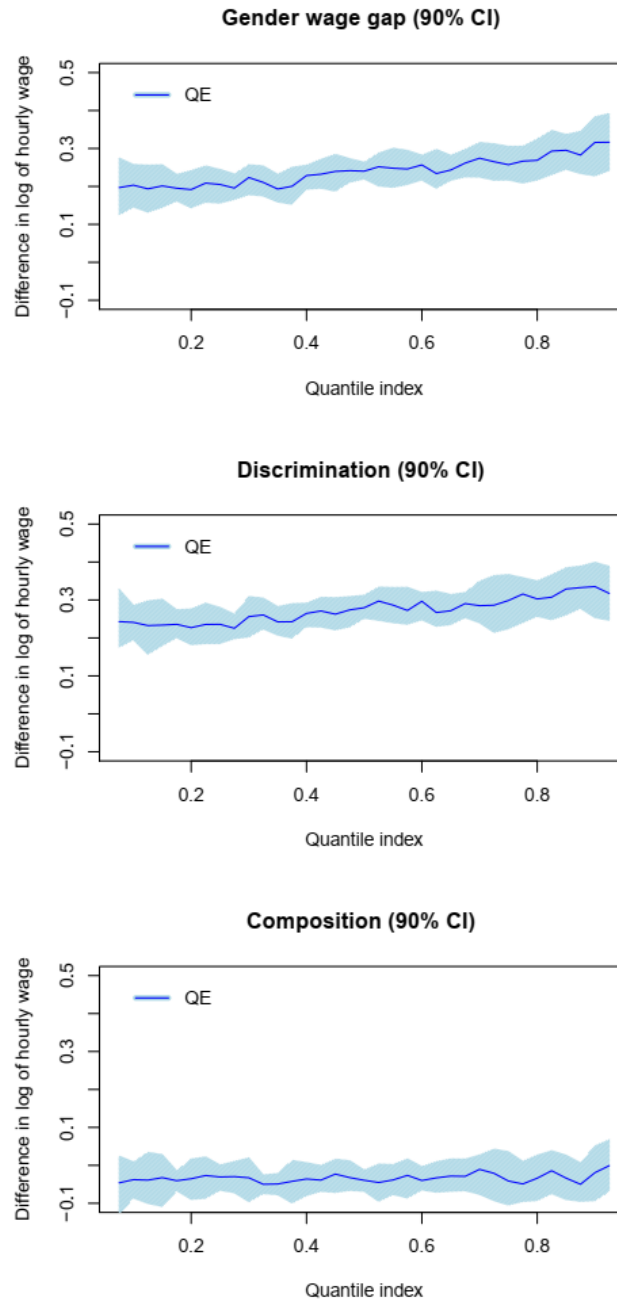 Gender wage gap (90% CI)
Difference in log of hourly wage
0.5
0.3
0.1
−0.1
QE
0.2 0.4 0.6 0.8
Quantile index
Discrimination (90% CI)
Difference in log of hourly wage
0.5
0.3
0.1
−0.1
QE
0.2 0.4 0.6 0.8
Quantile index
Composition (90% CI)
Difference in log of hourly wage
0.5
0.3
0.1
−0.1
QE
0.2 0.4 0.6 0.8
Quantile index